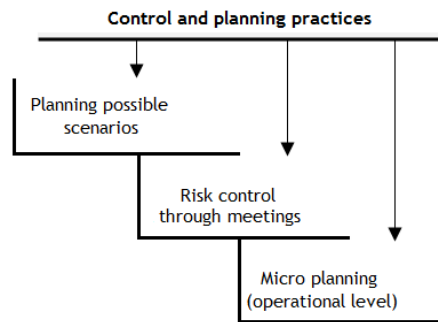 Control and planning practices
Planning possible
scenarios
Risk control
through meetings
Micro planning
(operational level)